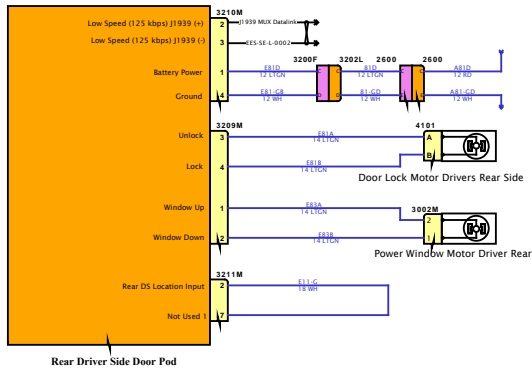 3210M
Low Speed (125 kbps) J1939 (+)
2
J1939 MUX Datalink
Low Speed (125 kbps) J1939 (-)
3
EES-SE-L-0002
3200F
3202L
2600
2600
Battery Power
1
E81D
12 LTGN
C
C
81D
12 LTGN
C
C
A81D
12 RD
Ground
4
E81-GB
12 WH
D
D
81-GD
12 WH
D
D
A81-GD
12 WH
3209M
4101
Unlock
3
E81A
14 LTGN
A
Lock
4
E81B
14 LTGN
B
Door Lock Motor Drivers Rear Side
Window Up
1
E83A
14 LTGN
3002M
2
Window Down
2
E83B
14 LTGN
1
Power Window Motor Driver Rear
3211M
Rear DS Location Input
2
E11-G
18 WH
Not Used 1
7
Rear Driver Side Door Pod